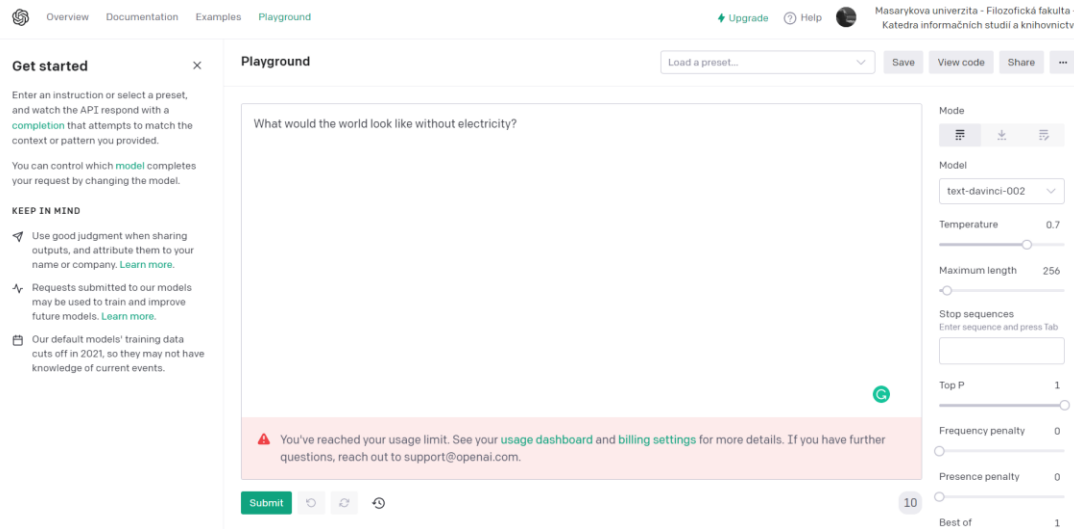 Overview Documentation Examples Playground
Upgrade Help
Masarykova univerzita - Filozofická fakulta -
Katedra informačních studií a knihovnictv
Get started
Enter an instruction or select a preset,
and watch the API respond with a
completion that attempts to match the
context or pattern you provided.
You can control which model completes
your request by changing the model.
KEEP IN MIND
Use good judgment when sharing
outputs, and attribute them to your
name or company. Learn more.
Requests submitted to our models
may be used to train and improve
future models. Learn more.
Our default models' training data
cuts off in 2021, so they may not have
knowledge of current events.
Playground
Load a preset...
Save
View code
Share
...
What would the world look like without electricity?
You've reached your usage limit. See your usage dashboard and billing settings for more details. If you have further
questions, reach out to support@openai.com.
Submit
10
Mode
Model
text-davinci-002
Temperature 0.7
Maximum length 256
Stop sequences
Enter sequence and press Tab
Top P 1
Frequency penalty 0
Presence penalty 0
Best of 1